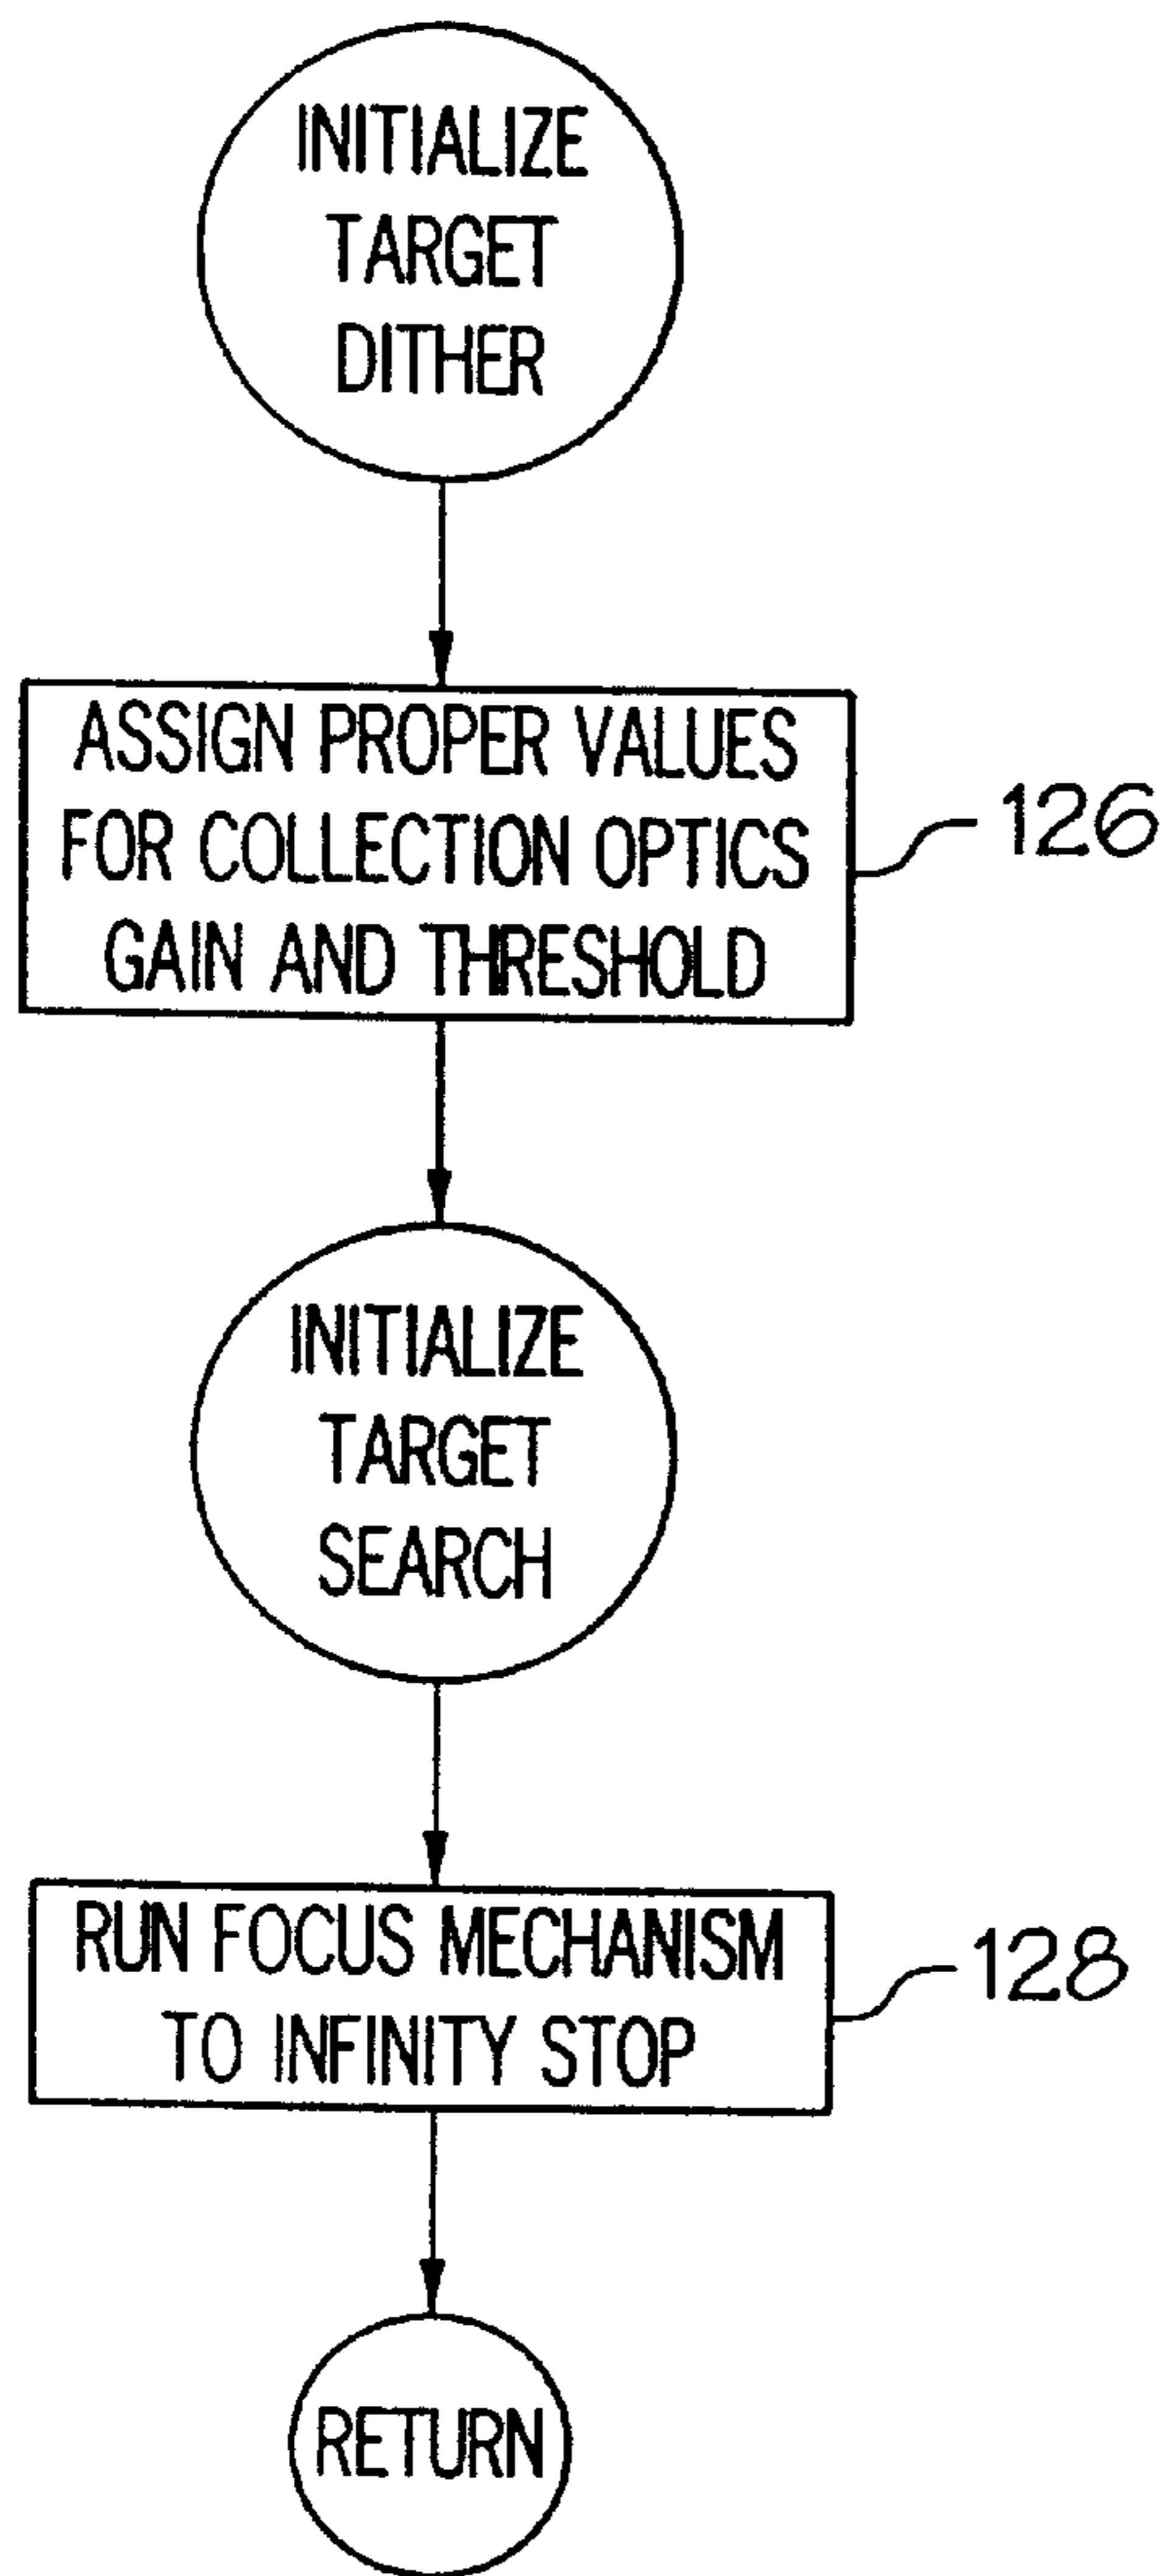 INITIALIZE
TARGET
DITHER
ASSIGN PROPER VALUES
FOR COLLECTION OPTICS
GAIN AND THRESHOLD
126
INITIALIZE
TARGET
SEARCH
RUN FOCUS MECHANISM
TO INFINITY STOP
128
RETURN